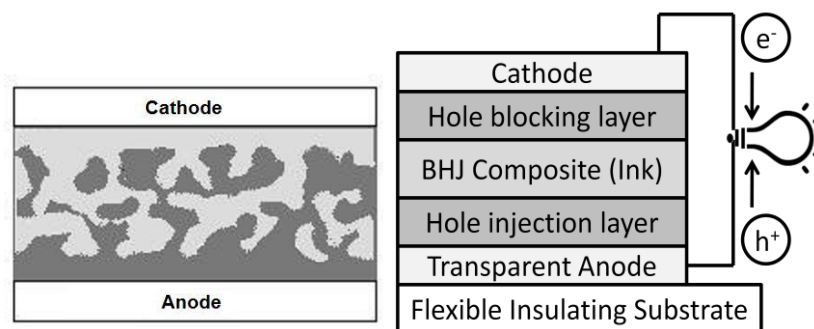 Cathode
Anode
Cathode
Hole blocking layer
BHJ Composite (Ink)
Hole injection layer
Transparent Anode
Flexible Insulating Substrate
e-
h+